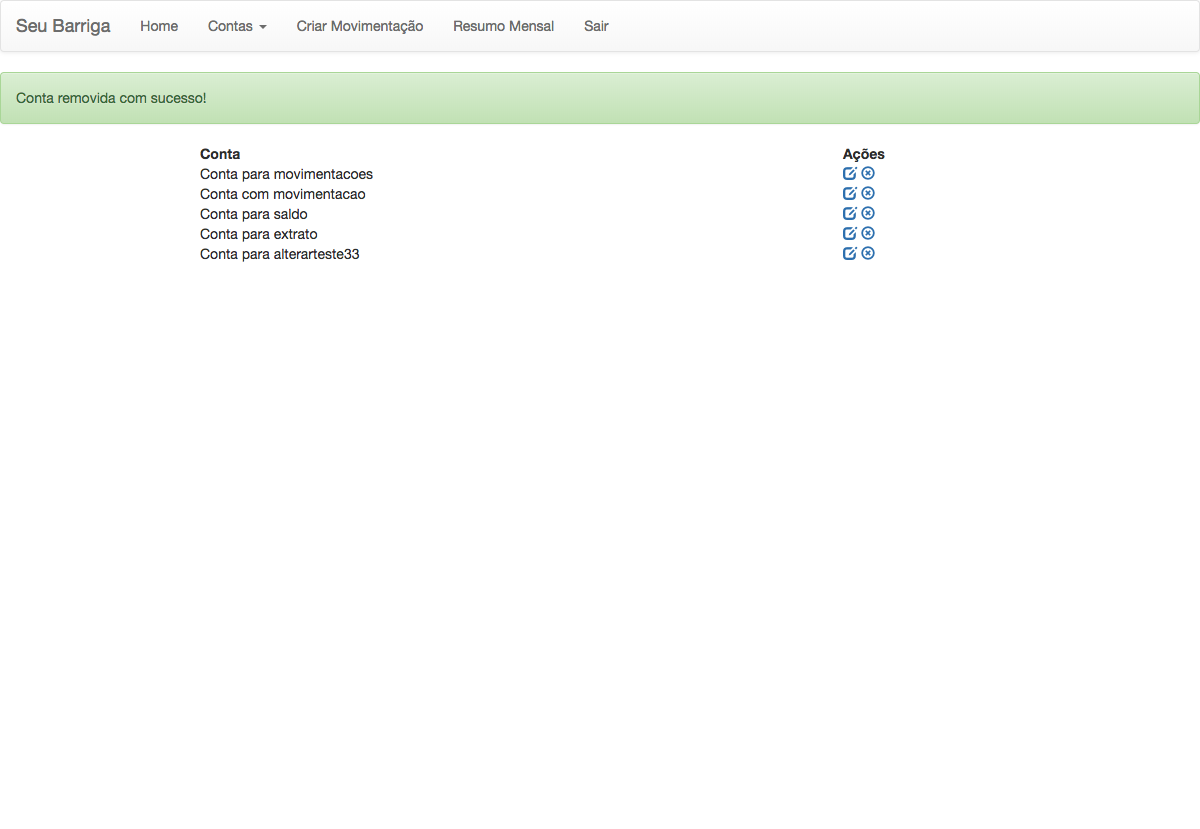 Seu Barriga Home Contas Criar Movimentação Resumo Mensal Sair
Conta removida com sucesso!
Conta Ações
Conta para movimentacoes
Conta com movimentacao
Conta para saldo
Conta para extrato
Conta para alterarteste33